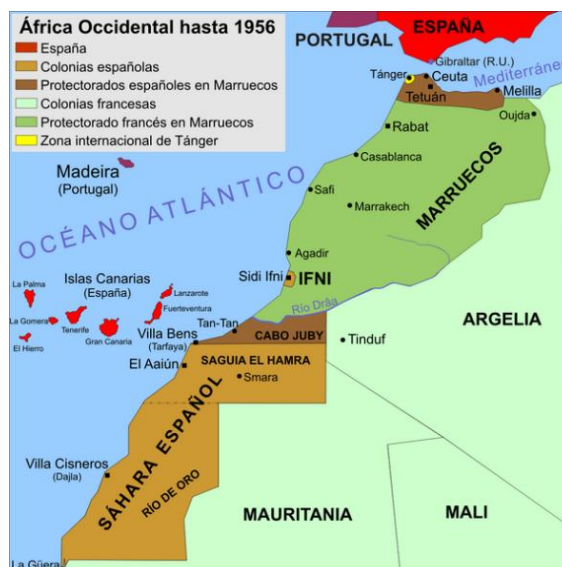 África Occidental hasta 1956
España
Colonias españolas
Protectorados españoles en Marruecos
Colonias francesas
Protectorado francés en Marruecos
Zona internacional de Tánger
PORTUGAL
ESPAÑA
Gibraltar (R.U.)
Tánger
Ceuta
Mediterráne
Tetuán
Melilla
Oujda
Rabat
Casablanca
Madeira
(Portugal)
OCÉANO ATLÁNTICO
Safi
Marrakech
MARRUECOS
Agadir
Sidi Ifni
IFNI
Islas Canarias
(España)
La Palma
Lanzarote
Fuerteventura
La Gomera
Tenerife
Gran Canaria
El Hierro
Río Drâa
Tan-Tan
Villa Bens
(Tarfaya)
CABO JUBY
Tinduf
ARGELIA
El Aaiún
SAGUIA EL HAMRA
Smara
SÁHARA ESPAÑOL
Villa Cisneros
(Dajla)
RÍO DE ORO
MAURITANIA
MALI
La Güera